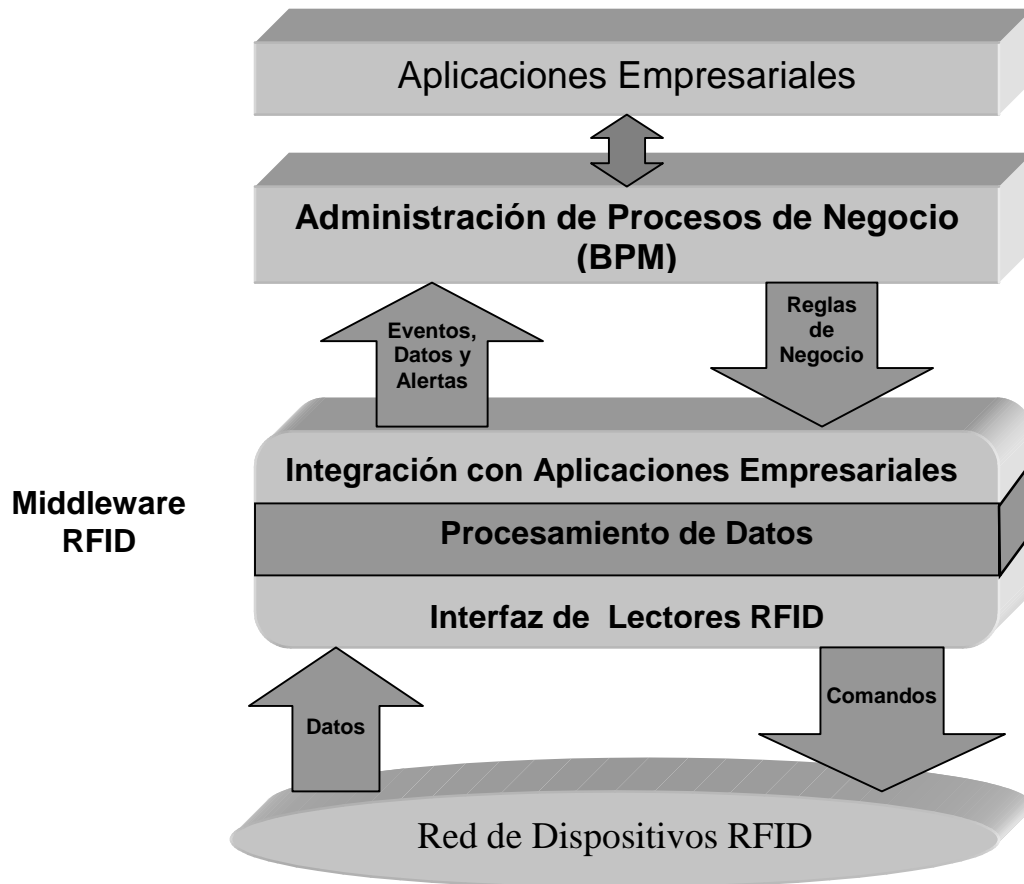 Aplicaciones Empresariales
Administración de Procesos de Negocio
(BPM)
Eventos,
Datos y
Alertas
Reglas
de
Negocio
Integración con Aplicaciones Empresariales
Middleware
RFID
Procesamiento de Datos
Interfaz de Lectores RFID
Datos
Comandos
Red de Dispositivos RFID